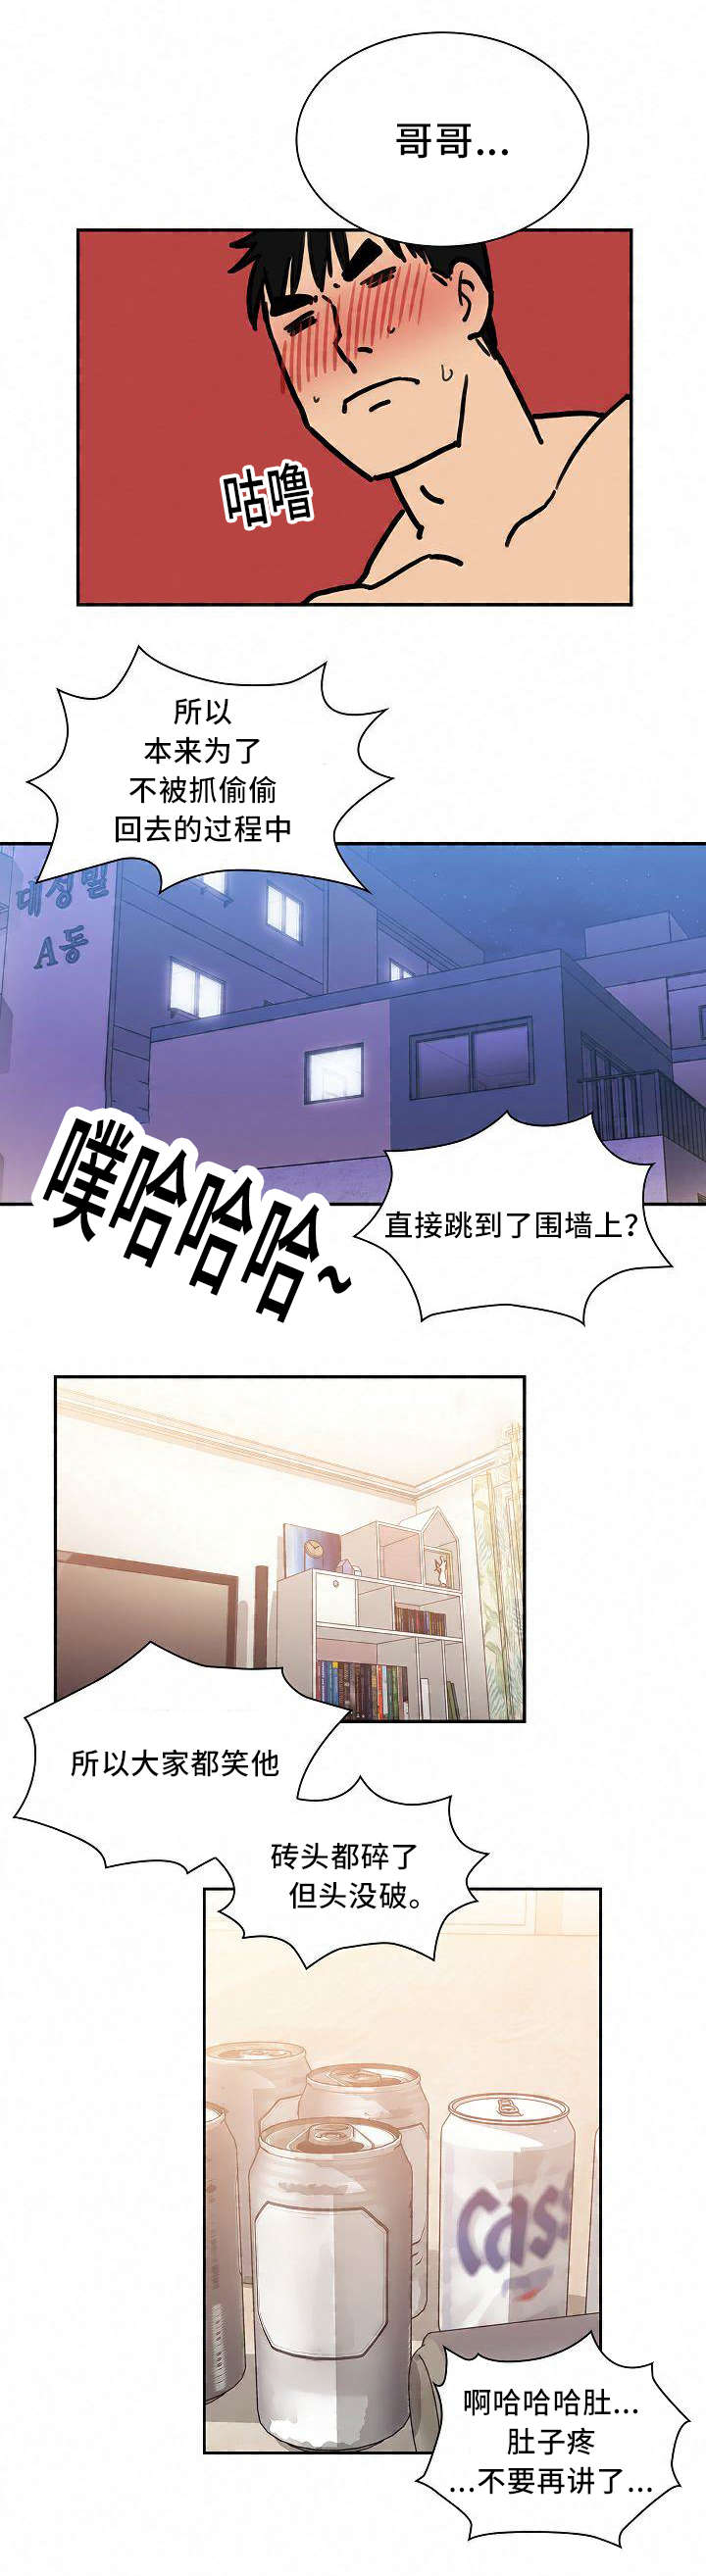 哥哥…
咕噜
所以
本来为了
不被抓偷偷
回去的过程中
대성빌
A동
噗哈哈哈~
直接跳到了围墙上?
所以大家都笑他
砖头都碎了
但头没破。
cass
啊哈哈哈肚…
肚子疼
…不要再讲了…